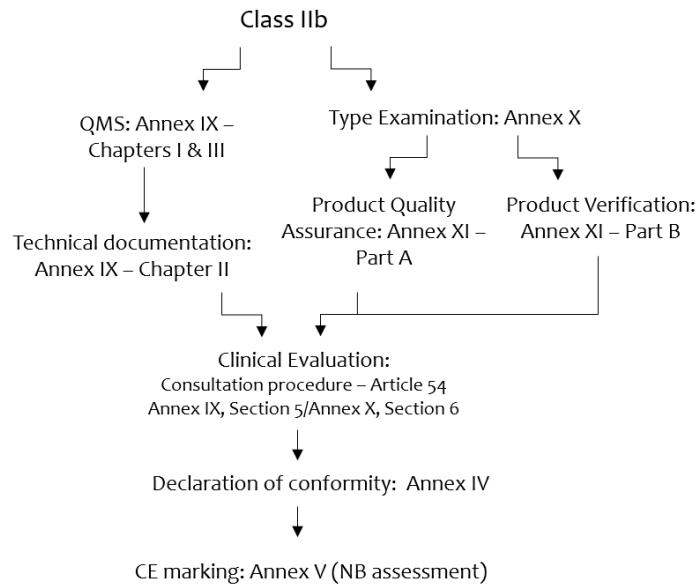 Class IIb
QMS: Annex IX –
Chapters I & III
Type Examination: Annex X
Technical documentation:
Annex IX – Chapter II
Product Quality
Assurance: Annex XI –
Part A
Product Verification:
Annex XI – Part B
Clinical Evaluation:
Consultation procedure – Article 54
Annex IX, Section 5/Annex X, Section 6
Declaration of conformity:  Annex IV
CE marking: Annex V (NB assessment)